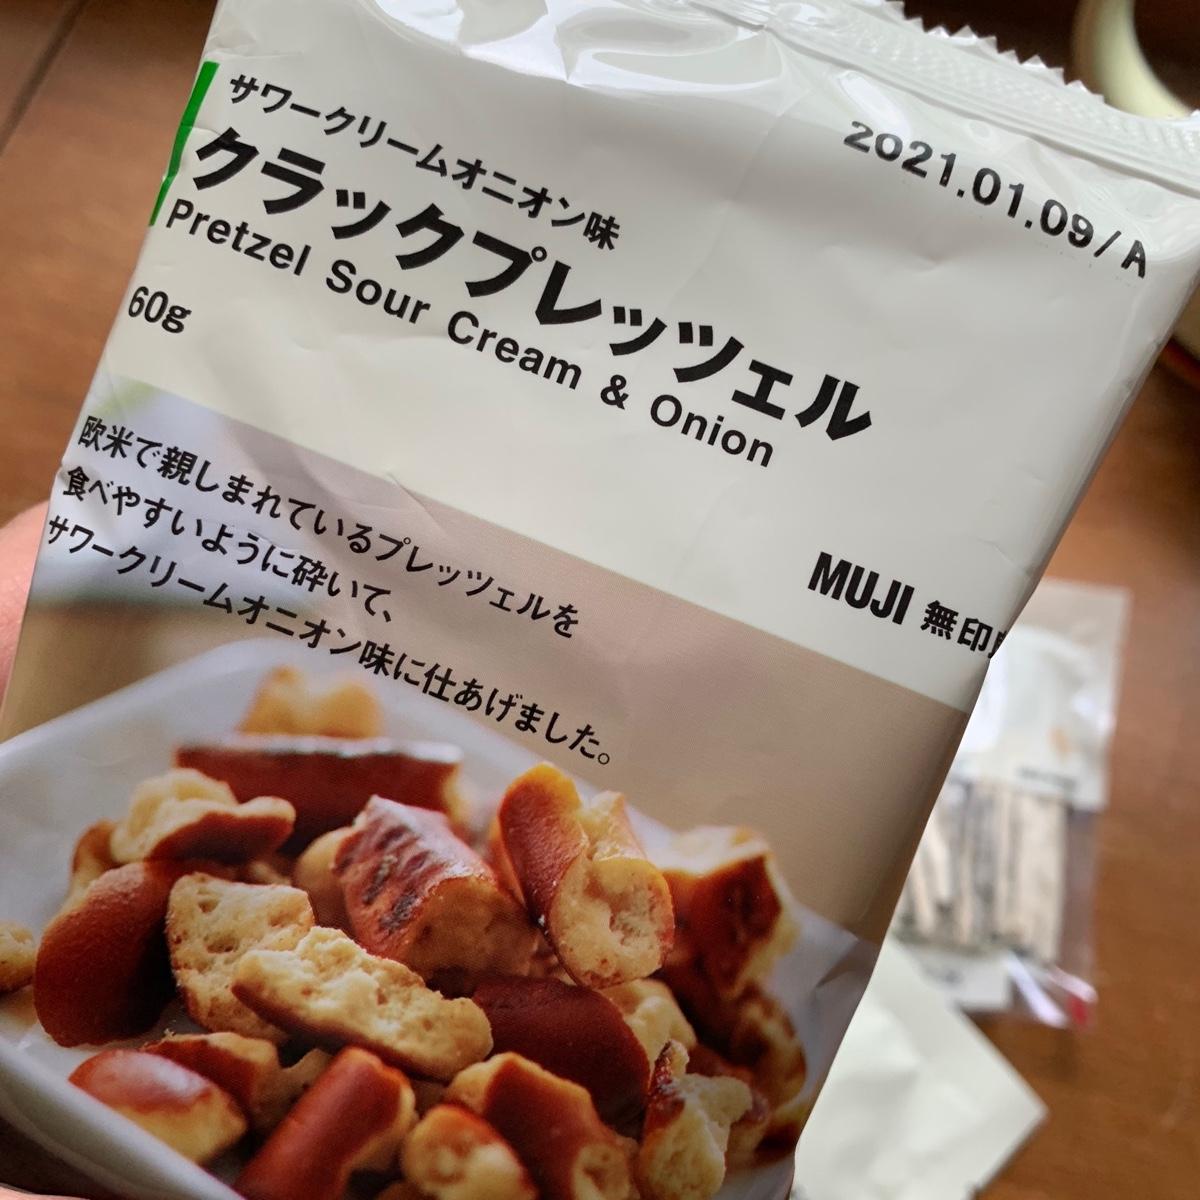 2021.01.09/A
サワークリームオニオン味
クラックプレッツェル
Pretzel Sour Cream & Onion
60g
MUJI 無印
欧米で親しまれているプレッツェルを
食べやすいように砕いて、
サワークリームオニオン味に仕あげました。